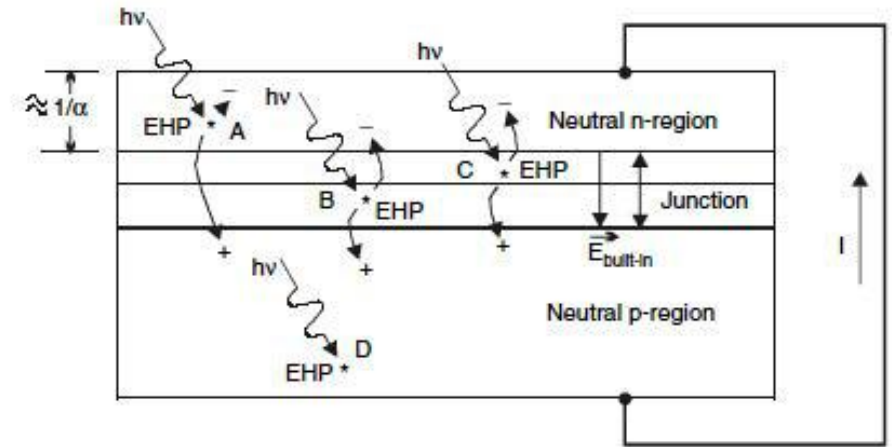 hν
hν
hν
≈ 1/α
EHP * A
−
−
−
Neutral n-region
C * EHP
B * EHP
Junction
+
+
+
E built-in
I
hν
Neutral p-region
D
EHP *